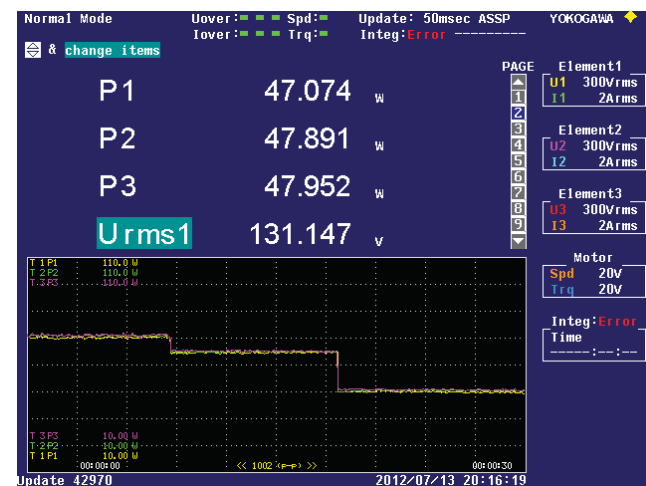 Normal Mode Uover: Spd: Update: 50msec ASSP YOKOGAWA
Iover: Trq: Integ:Error ---------
& change items
PAGE
1
2
3
4
5
6
7
8
9
P1 47.074 W
P2 47.891 W
P3 47.952 W
Urms1 131.147 V
Element1
U1 300Vrms
I1 2Arms
Element2
U2 300Vrms
I2 2Arms
Element3
U3 300Vrms
I3 2Arms
Motor
Spd 20V
Trq 20V
Integ:Error
Time
-----:--:--
T 1 P1 110.0 W
T 2 P2 110.0 W
T 3 P3 110.0 W
T 3 P3 10.00 W
T 2 P2 10.00 W
T 1 P1 10.00 W
00:00:00 << 1002 (p-p) >> 00:00:30
Update 42970 2012/07/13 20:16:19